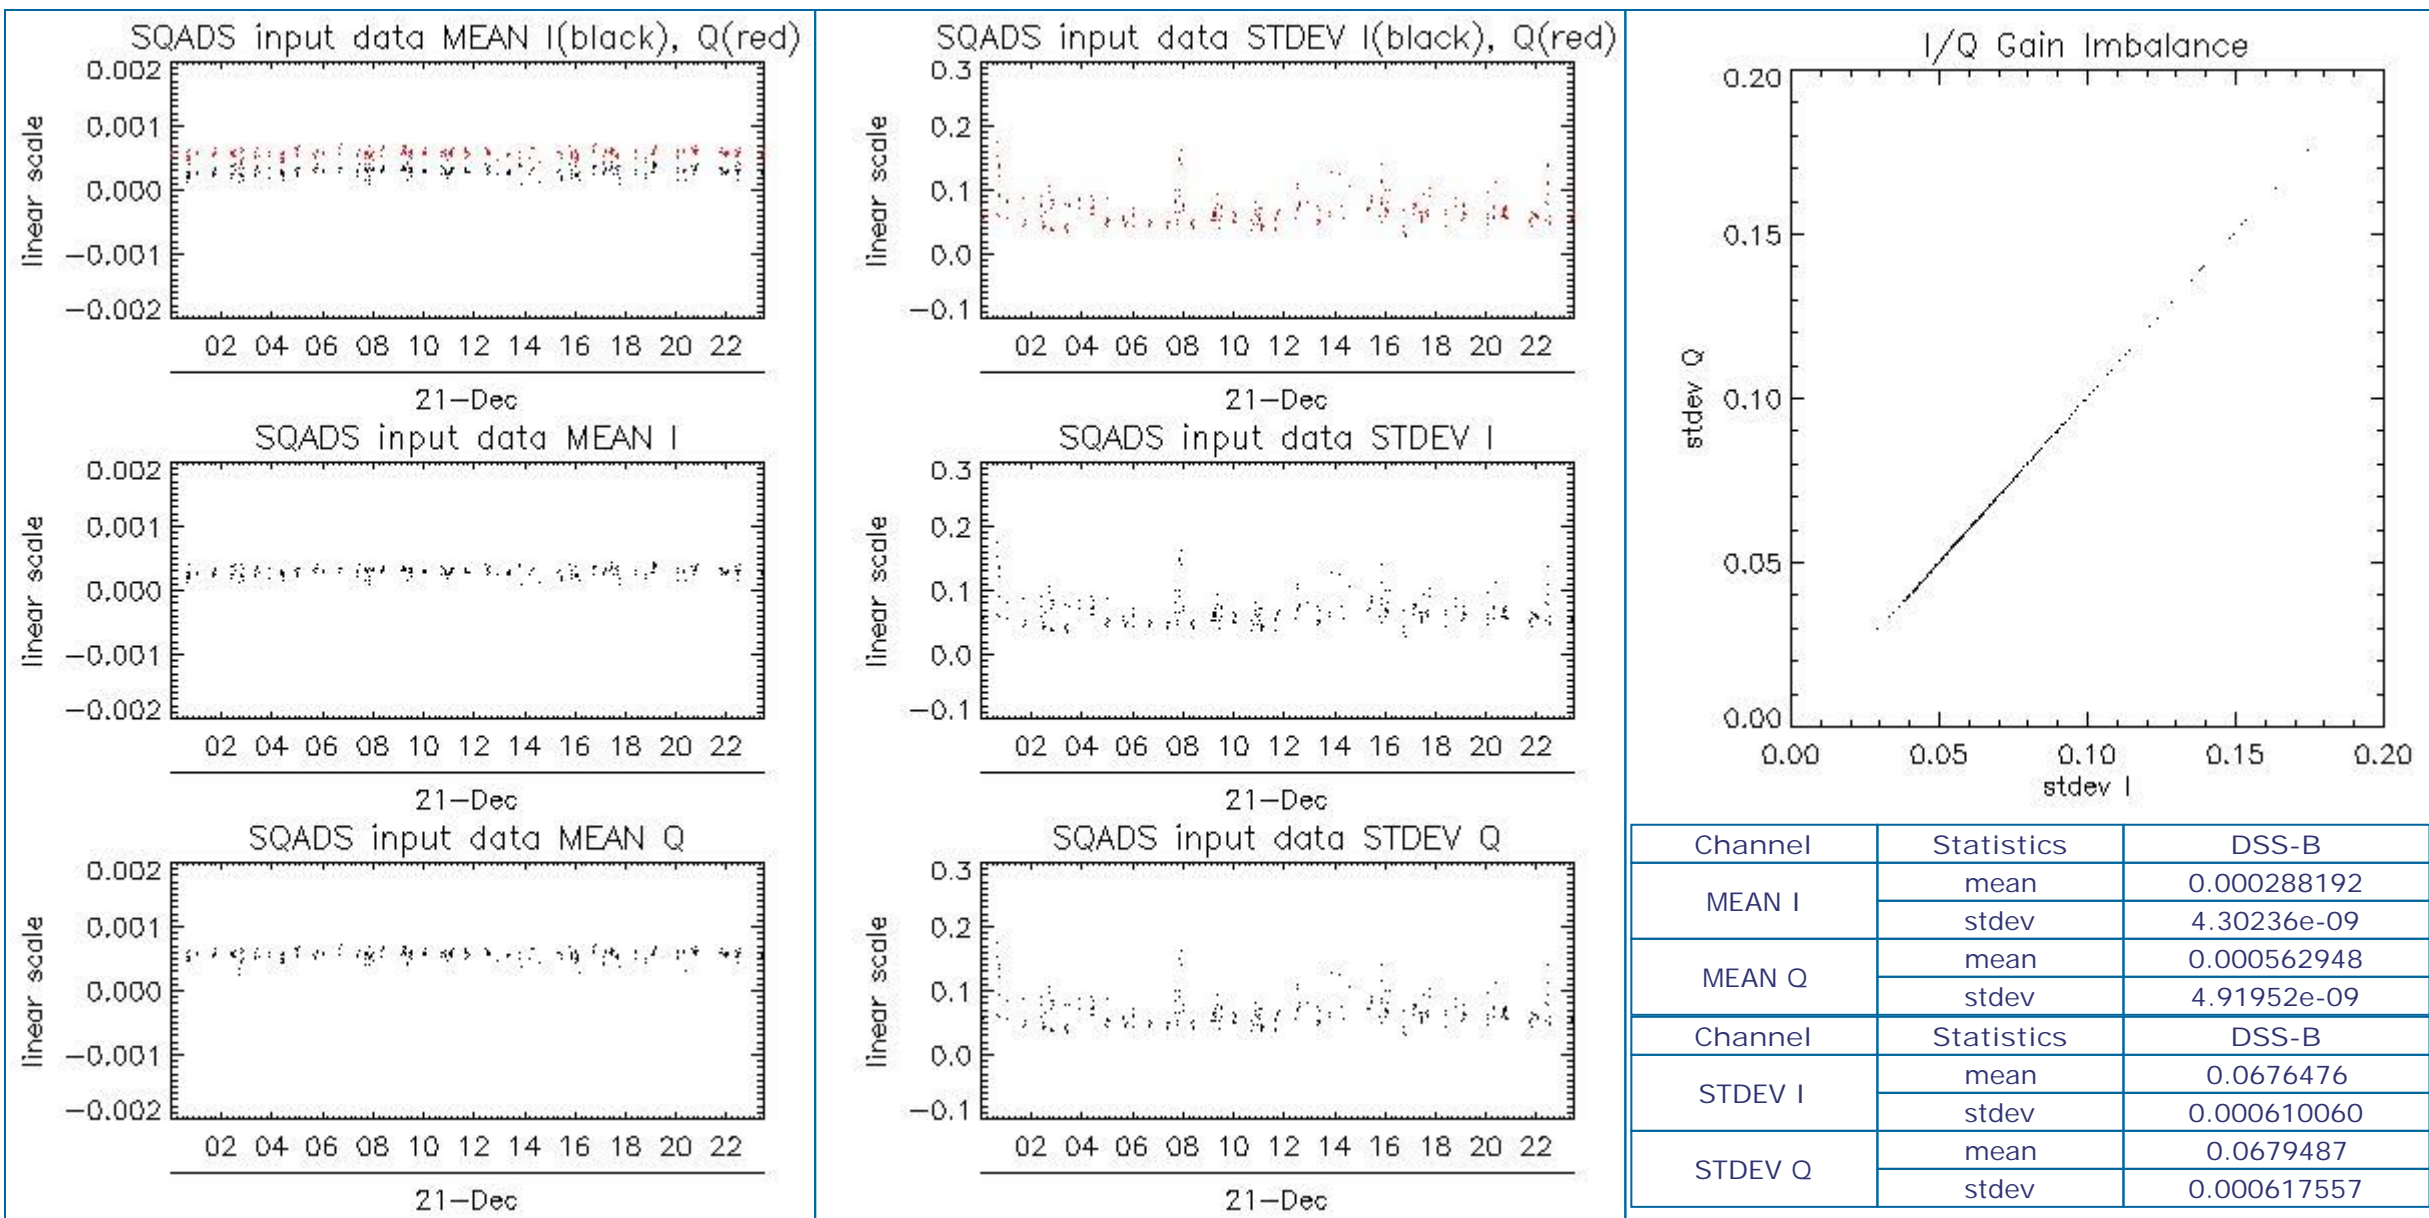 SQADS input data MEAN I(black), Q(red)
0.002
0.001
0.000
−0.001
−0.002
linear scale
02 04 06 08 10 12 14 16 18 20 22
21−Dec
SQADS input data MEAN I
0.002
0.001
0.000
−0.001
−0.002
linear scale
02 04 06 08 10 12 14 16 18 20 22
21−Dec
SQADS input data MEAN Q
0.002
0.001
0.000
−0.001
−0.002
linear scale
02 04 06 08 10 12 14 16 18 20 22
21−Dec
SQADS input data STDEV I(black), Q(red)
0.3
0.2
0.1
0.0
−0.1
linear scale
02 04 06 08 10 12 14 16 18 20 22
21−Dec
SQADS input data STDEV I
0.3
0.2
0.1
0.0
−0.1
linear scale
02 04 06 08 10 12 14 16 18 20 22
21−Dec
SQADS input data STDEV Q
0.3
0.2
0.1
0.0
−0.1
linear scale
02 04 06 08 10 12 14 16 18 20 22
21−Dec
I/Q Gain Imbalance
0.20
0.15
0.10
0.05
0.00
stdev Q
0.00 0.05 0.10 0.15 0.20
stdev I
Channel Statistics DSS-B
MEAN I mean 0.000288192
stdev 4.30236e-09
MEAN Q mean 0.000562948
stdev 4.91952e-09
Channel Statistics DSS-B
STDEV I mean 0.0676476
stdev 0.000610060
STDEV Q mean 0.0679487
stdev 0.000617557